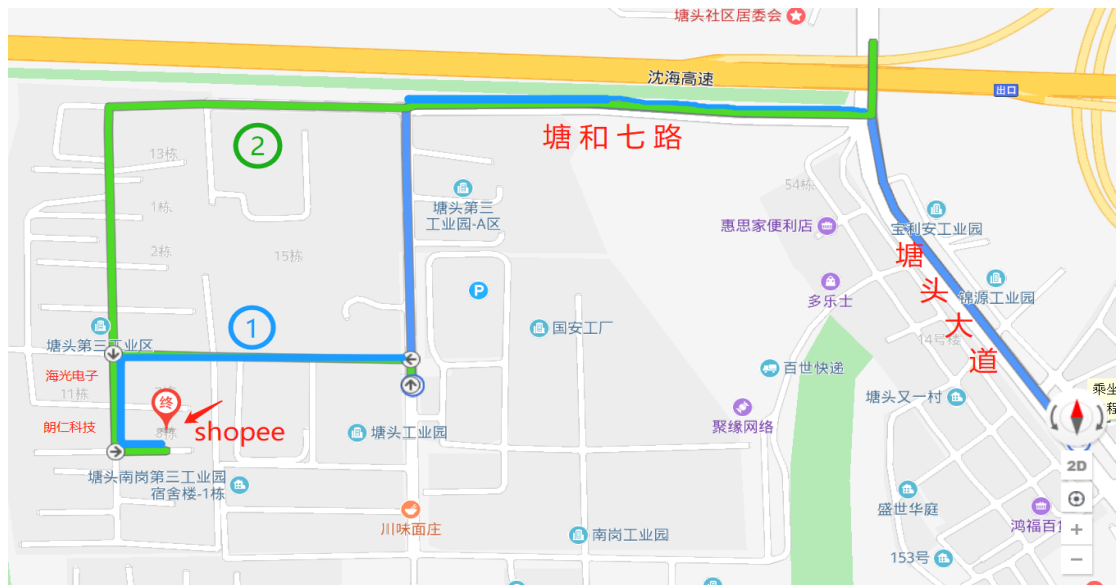 塘头社区居委会
沈海高速
出口
塘和七路
2
13栋
1栋
2栋
15栋
塘头第三
工业园-A区
54栋
惠思家便利店
宝利安工业园
塘头大道
多乐士
锦源工业园
14号楼
P
国安工厂
1
塘头第三工业区
海光电子
11栋
终
shopee
8栋
朗仁科技
百世快递
塘头又一村
聚缘网络
塘头工业园
塘头南岗第三工业园
宿舍楼-1栋
川味面庄
南岗工业园
盛世华庭
鸿福百
153号
乘坐
程
2D